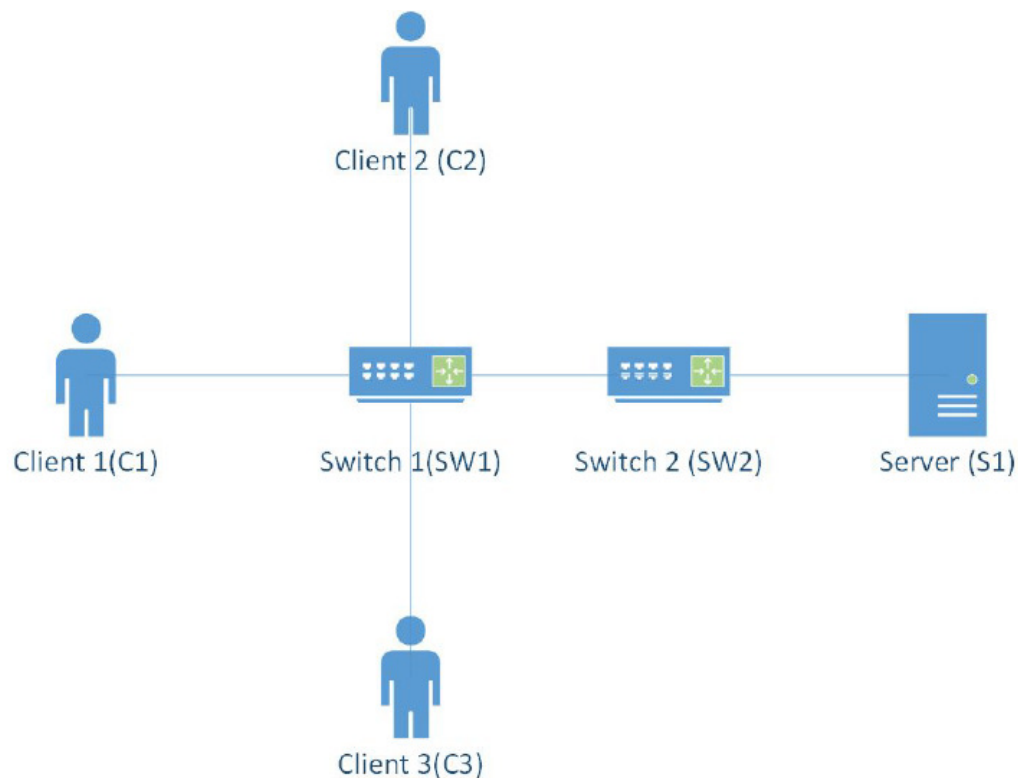 Client 2 (C2)
Client 1(C1)
Switch 1(SW1)
Switch 2 (SW2)
Server (S1)
Client 3(C3)